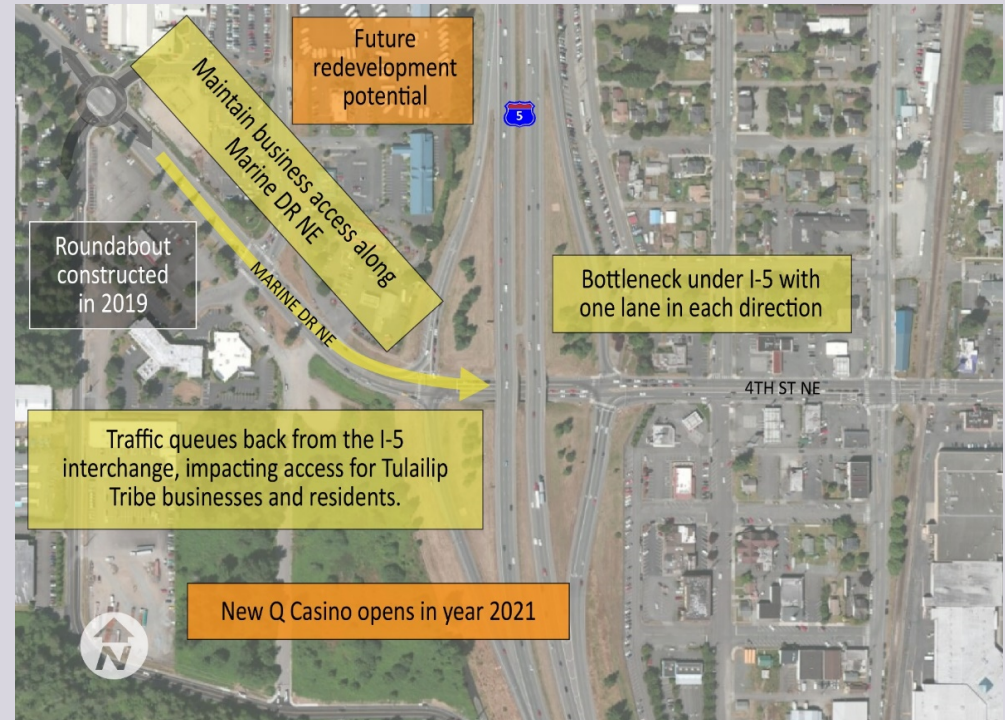 Future
redevelopment
potential
Maintain business access along
Marine DR NE
5
Roundabout
constructed
in 2019
MARINE DR NE
Bottleneck under I-5 with
one lane in each direction
4TH ST NE
Traffic queues back from the I-5
interchange, impacting access for Tulailip
Tribe businesses and residents.
New Q Casino opens in year 2021
N